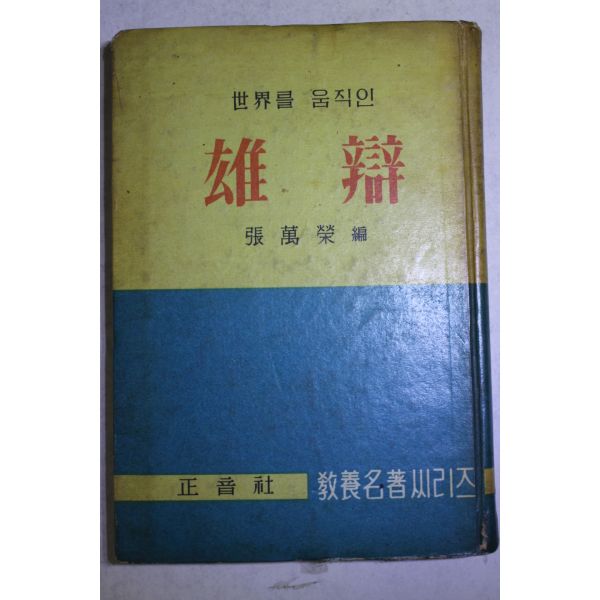 世界를 움직인
雄辯
張萬榮 編
正音社
敎養名著씨리즈